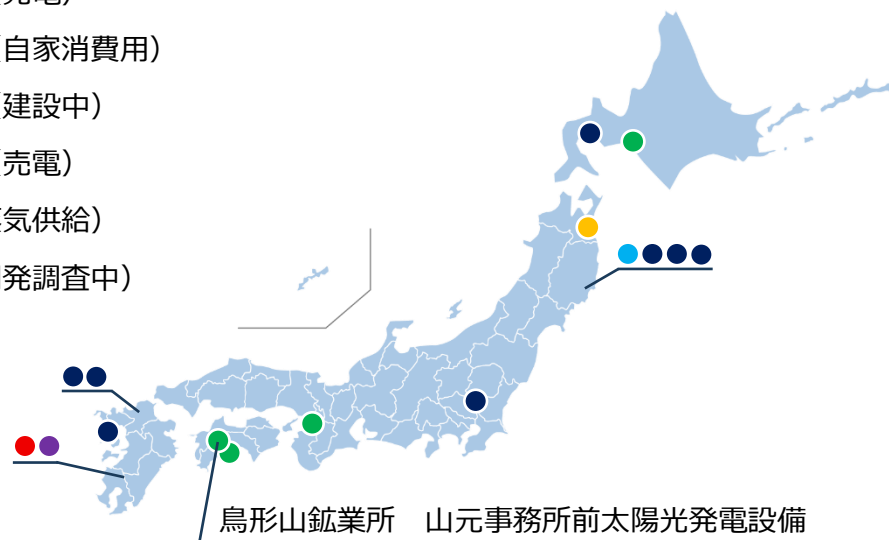 （自家消費用）
（建設中）
（売電）
気供給）
発調査中）
鳥形山鉱業所　山元事務所前太陽光発電設備